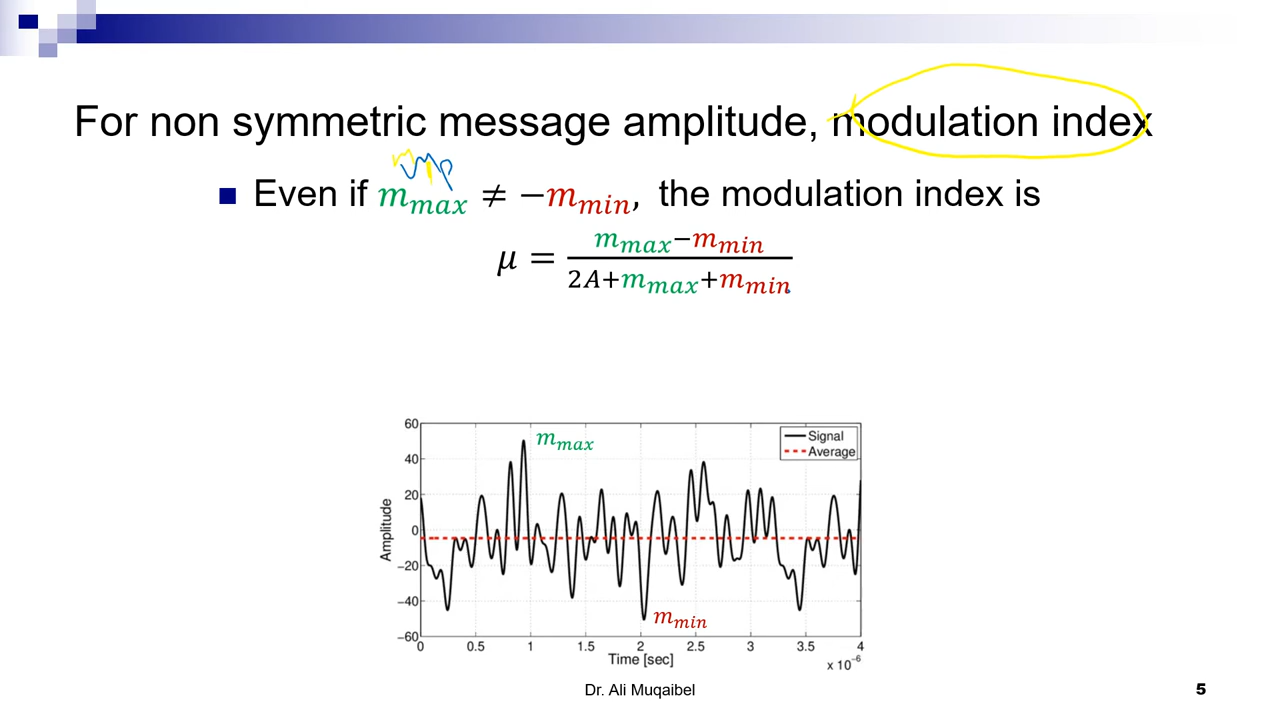 For non symmetric message amplitude, modulation index
mp
Even if m_max ≠ −m_min, the modulation index is
μ = (m_max−m_min)/(2A+m_max+m_min)
60
40
20
0
−20
−40
−60
Amplitude
m_max
m_min
Signal
Average
0 0.5 1 1.5 2 2.5 3 3.5 4
Time [sec]
x 10⁻⁶
Dr. Ali Muqaibel
5